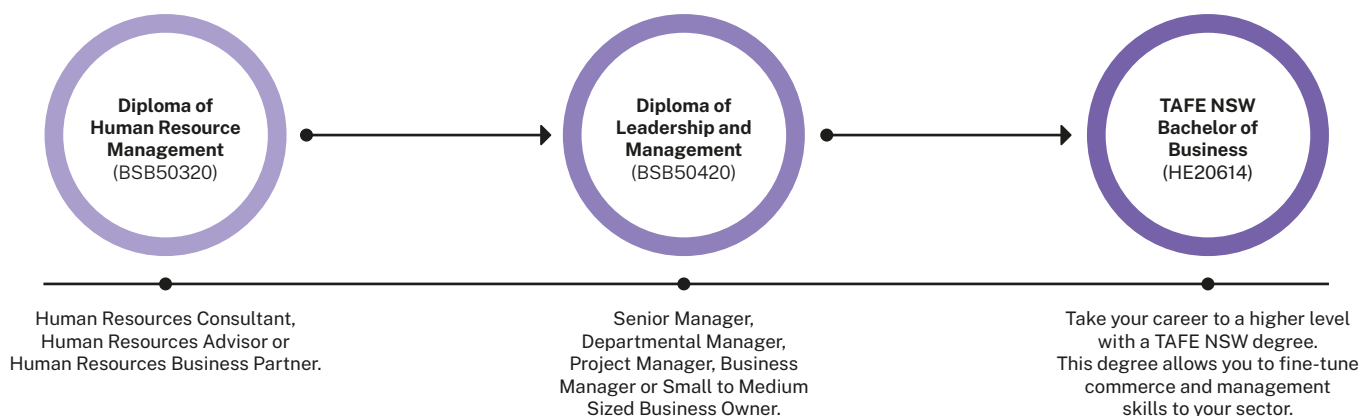 Diploma of
Human Resource
Management
(BSB50320)
Diploma of
Leadership and
Management
(BSB50420)
TAFE NSW
Bachelor of
Business
(HE20614)
Human Resources Consultant,
Human Resources Advisor or
Human Resources Business Partner.
Senior Manager,
Departmental Manager,
Project Manager, Business
Manager or Small to Medium
Sized Business Owner.
Take your career to a higher level
with a TAFE NSW degree.
This degree allows you to fine-tune
commerce and management
skills to your sector.